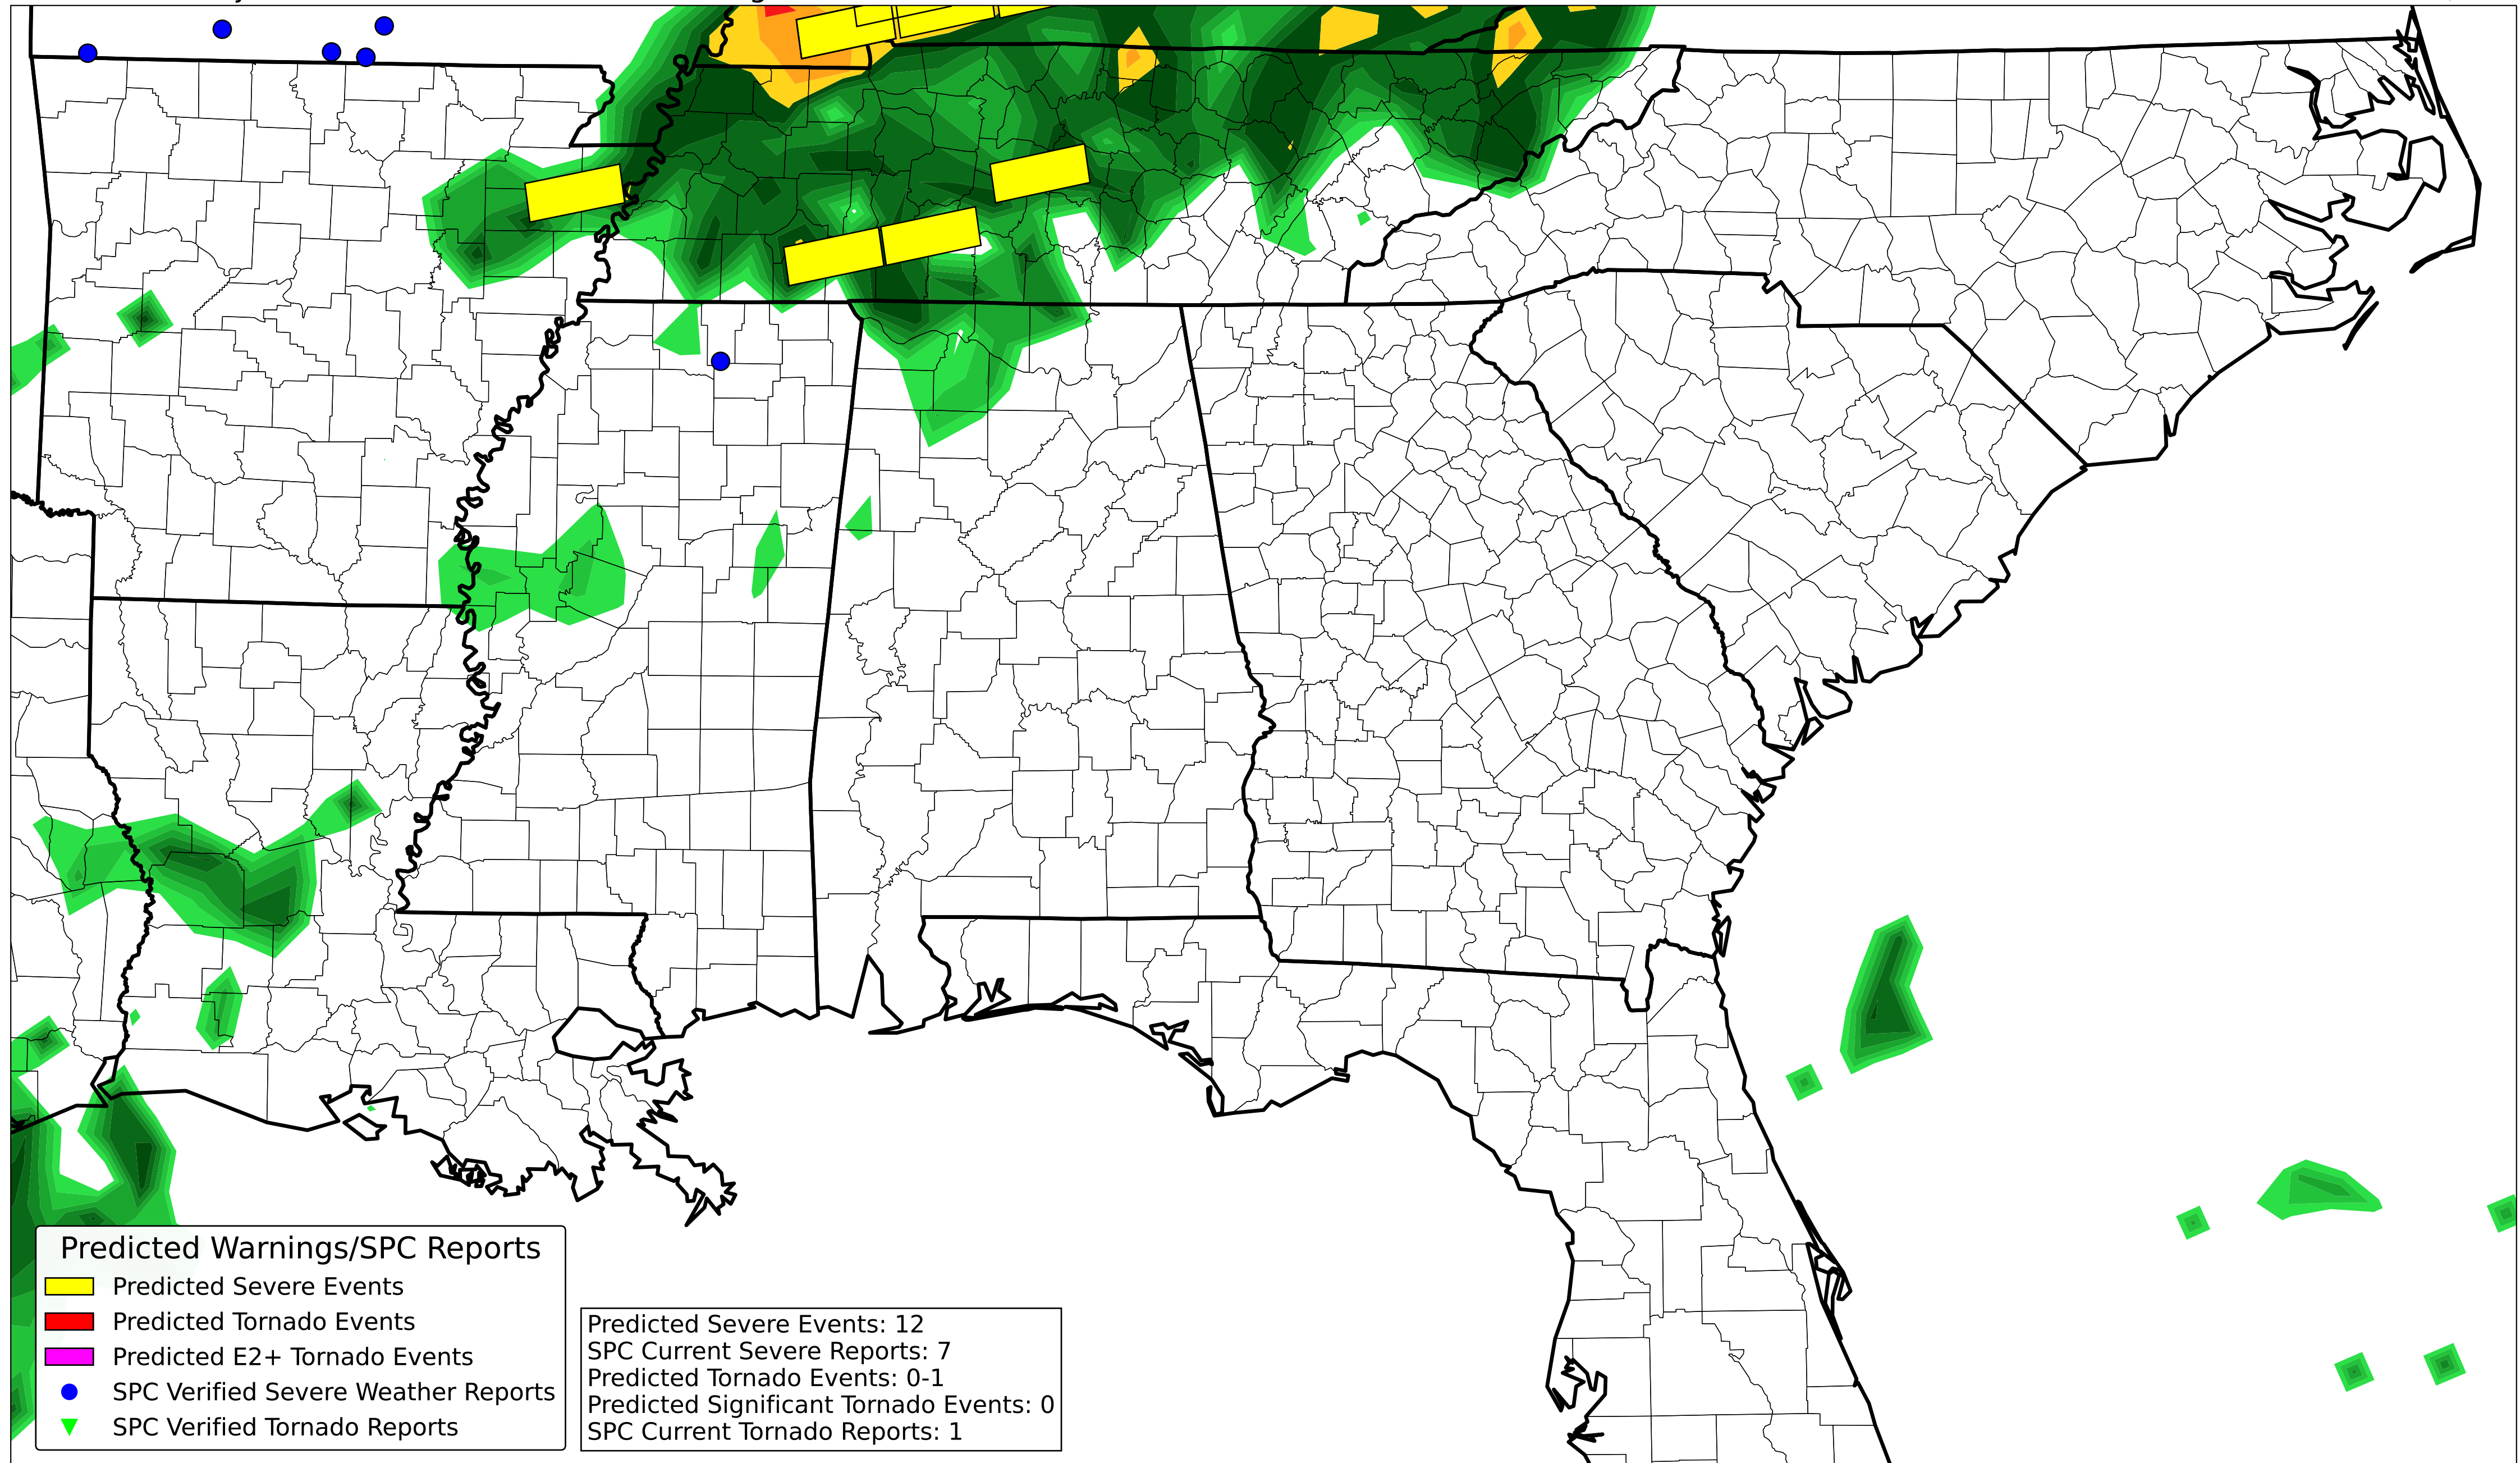 Predicted Warnings/SPC Reports
Predicted Severe Events
Predicted Tornado Events
Predicted E2+ Tornado Events
SPC Verified Severe Weather Reports
SPC Verified Tornado Reports
Predicted Severe Events: 12
SPC Current Severe Reports: 7
Predicted Tornado Events: 0-1
Predicted Significant Tornado Events: 0
SPC Current Tornado Reports: 1